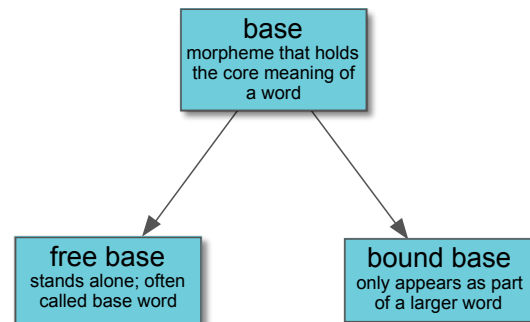 base
morpheme that holds
the core meaning of
a word
free base
stands alone; often
called base word
bound base
only appears as part
of a larger word